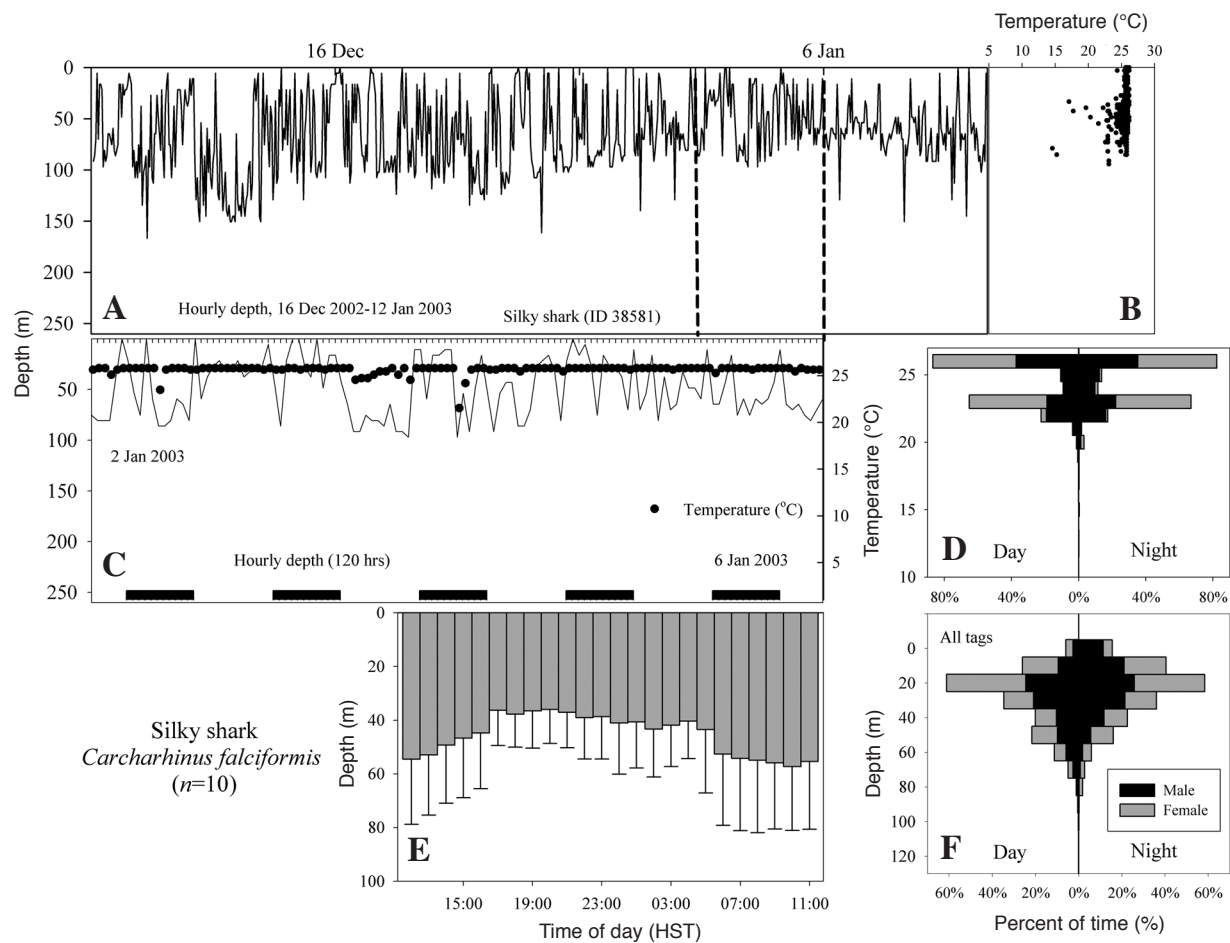 Temperature (°C)
16 Dec
6 Jan
5 10 15 20 25 30
0
50
100
150
200
250
A
Hourly depth, 16 Dec 2002-12 Jan 2003
Silky shark (ID 38581)
B
Depth (m)
50
100
150
200
250
2 Jan 2003
Temperature (°C)
C
Hourly depth (120 hrs)
6 Jan 2003
25
20
15
10
5
Temperature (°C)
25
20
15
10
D
Day
Night
80% 40% 0% 40% 80%
Silky shark
Carcharhinus falciformis
(n=10)
0
20
40
60
80
100
Depth (m)
E
15:00 19:00 23:00 03:00 07:00 11:00
Time of day (HST)
All tags
0
20
40
60
80
100
120
Depth (m)
Male
Female
F
Day
Night
60% 40% 20% 0% 20% 40% 60%
Percent of time (%)